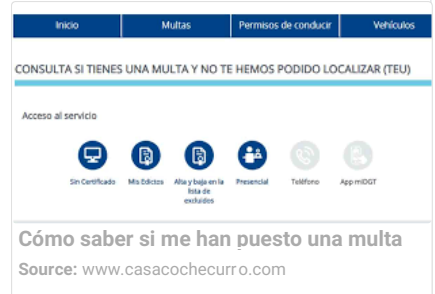 Inicio Multas Permisos de conducir Vehículos
CONSULTA SI TIENES UNA MULTA Y NO TE HEMOS PODIDO LOCALIZAR (TEU)
Acceso al servicio
Sin Certificado Mis Edictos Alta y baja en la Presencial Teléfono App miDGT
lista de
excluidos
Cómo saber si me han puesto una multa
Source: www.casacochecurro.com